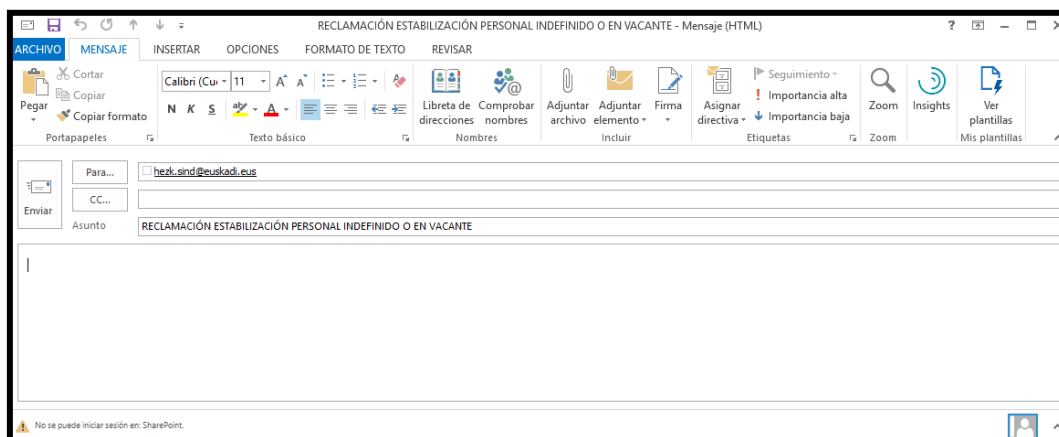 RECLAMACIÓN ESTABILIZACIÓN PERSONAL INDEFINIDO O EN VACANTE - Mensaje (HTML)
?
ARCHIVO MENSAJE INSERTAR OPCIONES FORMATO DE TEXTO REVISAR
Pegar
Cortar
Copiar
Copiar formato
Portapapeles
Calibri (Cu 11 A A
N K S aby A
Texto básico
Libreta de direcciones
Comprobar nombres
Nombres
Adjuntar archivo
Adjuntar elemento
Firma
Incluir
Asignar directiva
Seguimiento
! Importancia alta
Importancia baja
Etiquetas
Zoom
Zoom
Insights
Ver plantillas
Mis plantillas
Enviar
Para... hezk.sind@euskadi.eus
CC...
Asunto RECLAMACIÓN ESTABILIZACIÓN PERSONAL INDEFINIDO O EN VACANTE
No se puede iniciar sesión en: SharePoint.